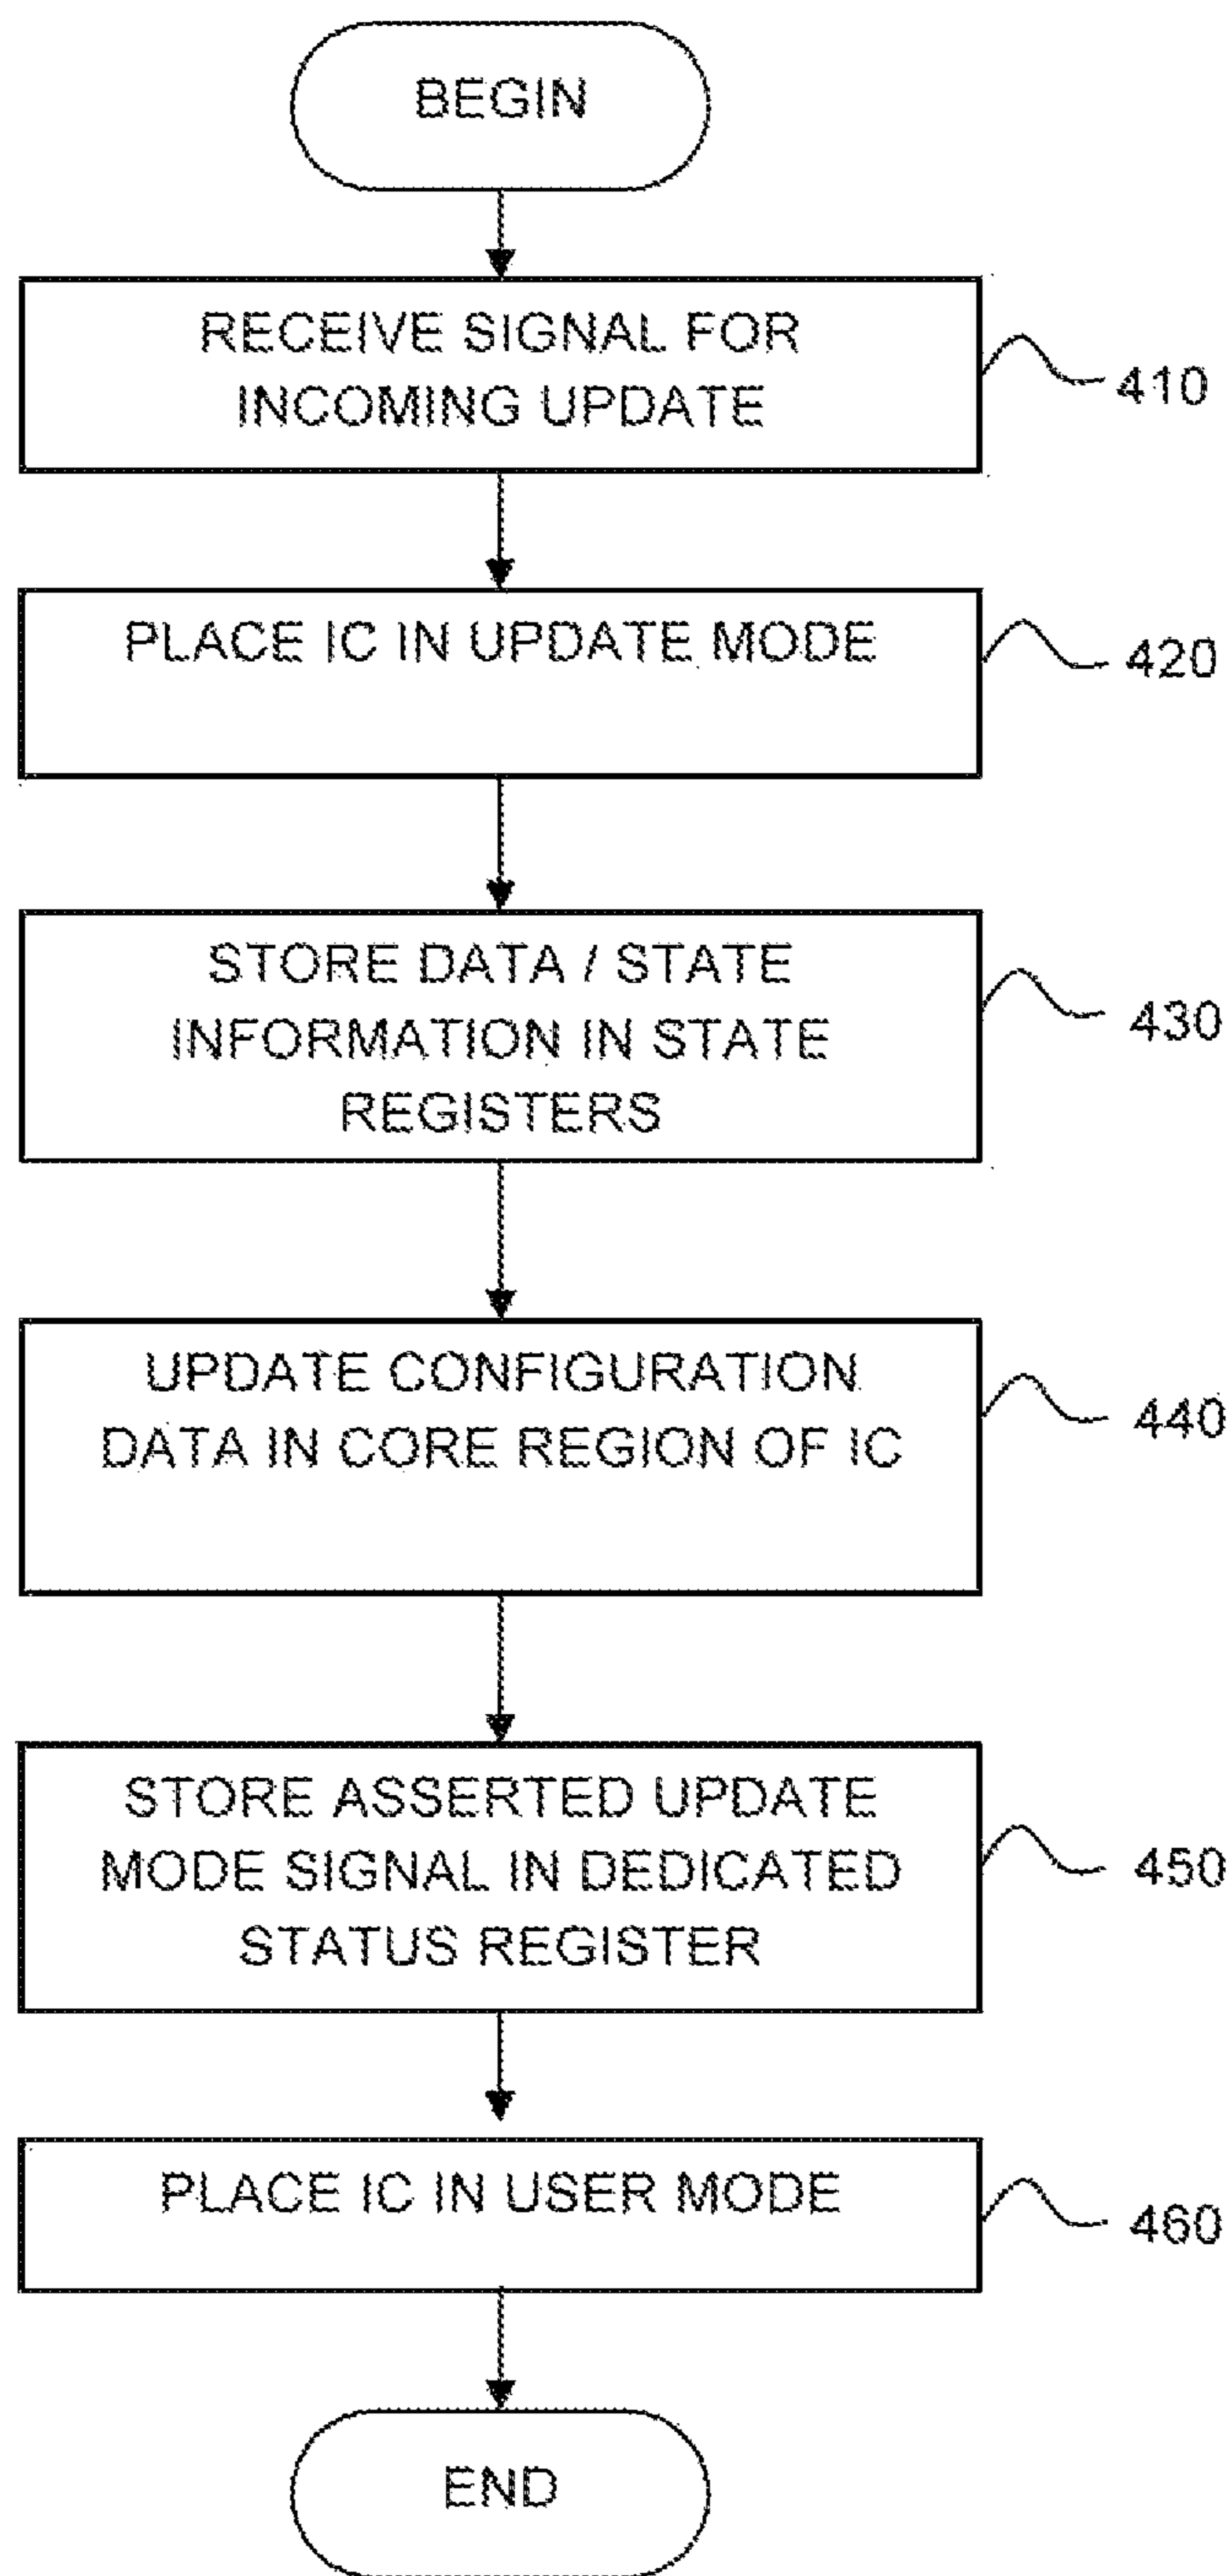 BEGIN
RECEIVE SIGNAL FOR
INCOMING UPDATE
410
PLACE IC IN UPDATE MODE
420
STORE DATA / STATE
INFORMATION IN STATE
REGISTERS
430
UPDATE CONFIGURATION
DATA IN CORE REGION OF IC
440
STORE ASSERTED UPDATE
MODE SIGNAL IN DEDICATED
STATUS REGISTER
450
PLACE IC IN USER MODE
460
END